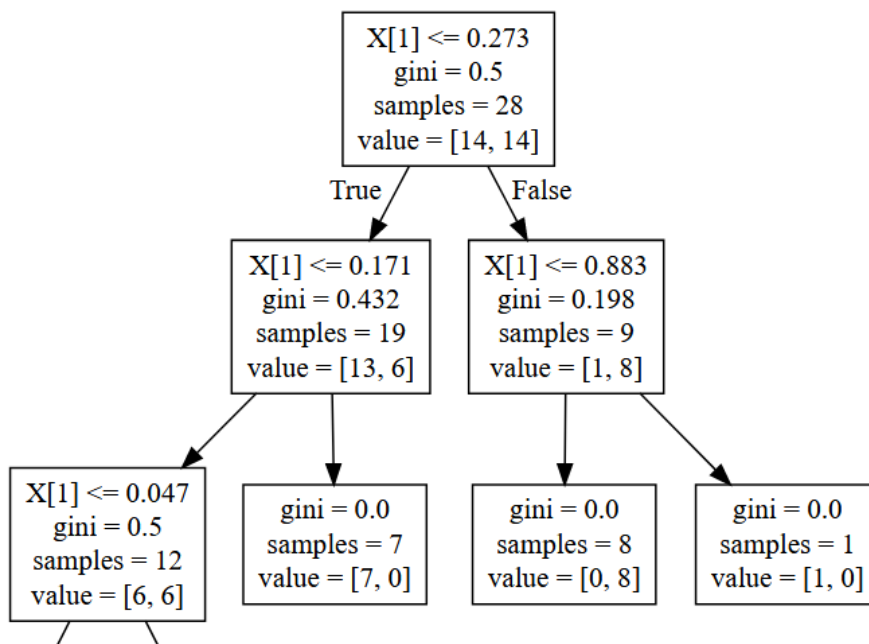 X[1] <= 0.273
gini = 0.5
samples = 28
value = [14, 14]
True
False
X[1] <= 0.171
gini = 0.432
samples = 19
value = [13, 6]
X[1] <= 0.883
gini = 0.198
samples = 9
value = [1, 8]
X[1] <= 0.047
gini = 0.5
samples = 12
value = [6, 6]
gini = 0.0
samples = 7
value = [7, 0]
gini = 0.0
samples = 8
value = [0, 8]
gini = 0.0
samples = 1
value = [1, 0]